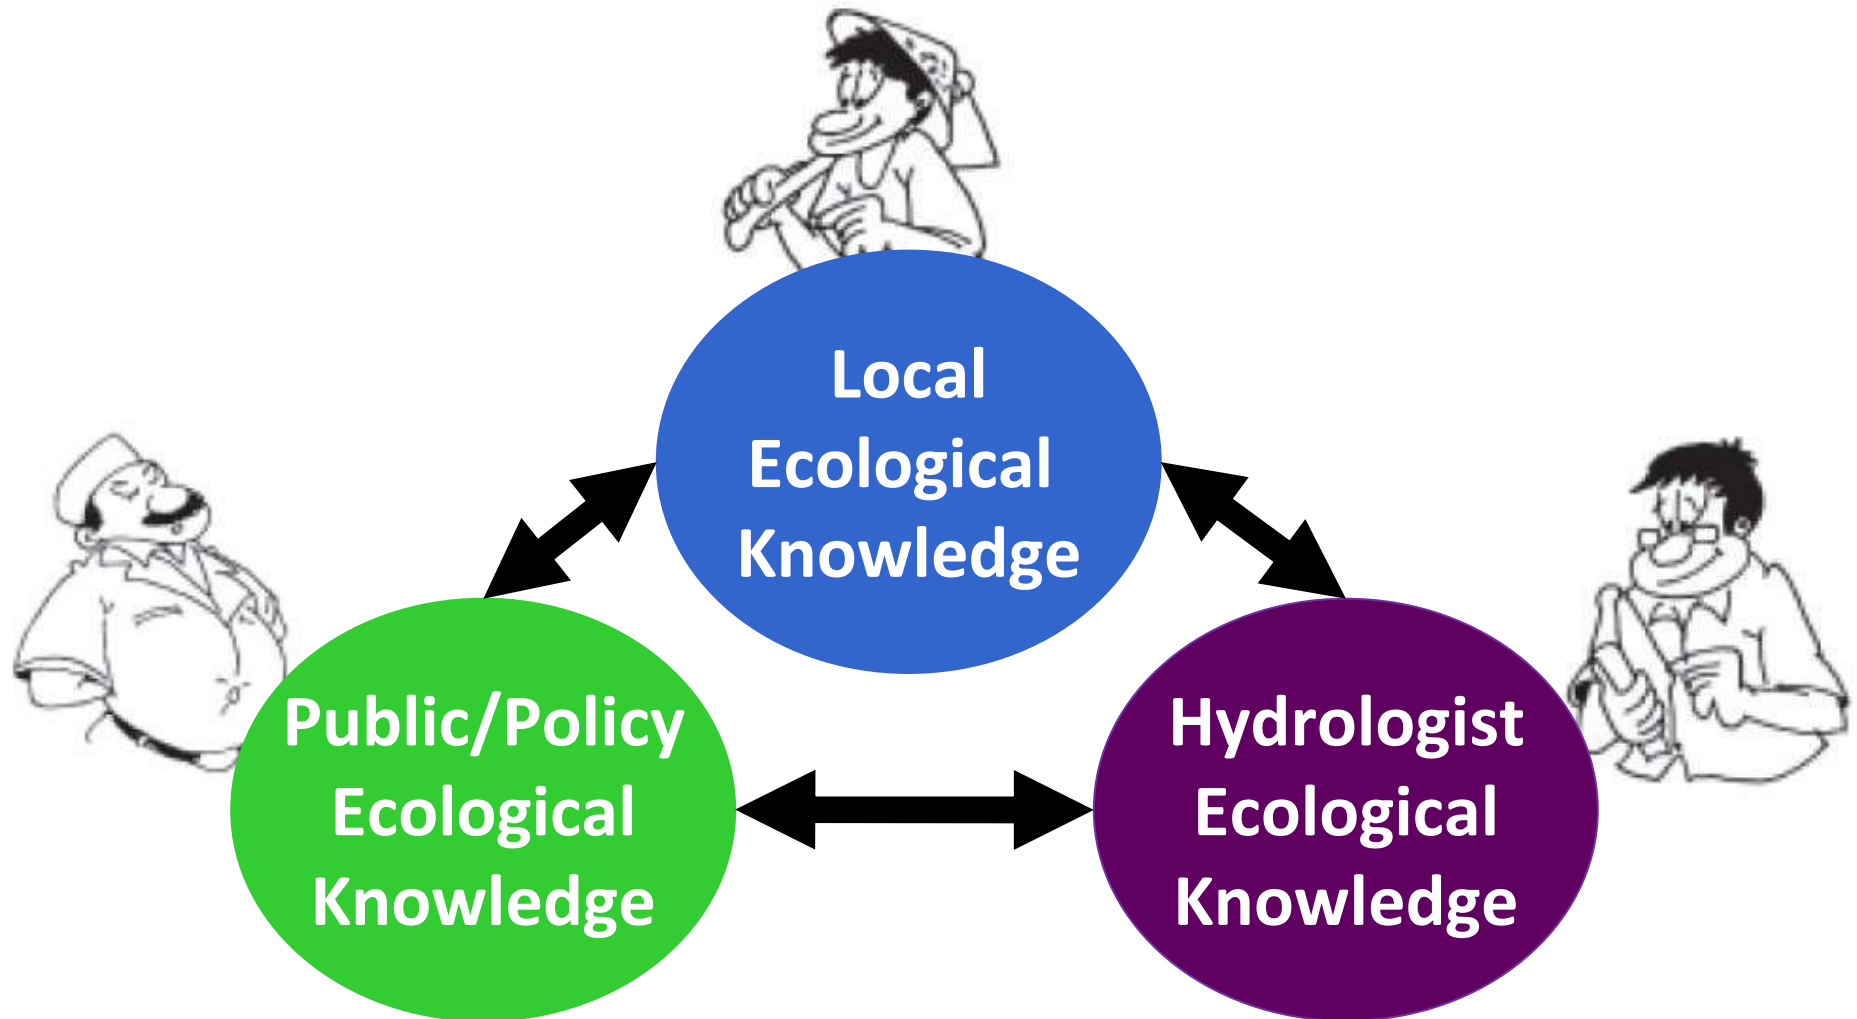 Local
Ecological
Knowledge
Public/Policy
Ecological
Knowledge
Hydrologist
Ecological
Knowledge